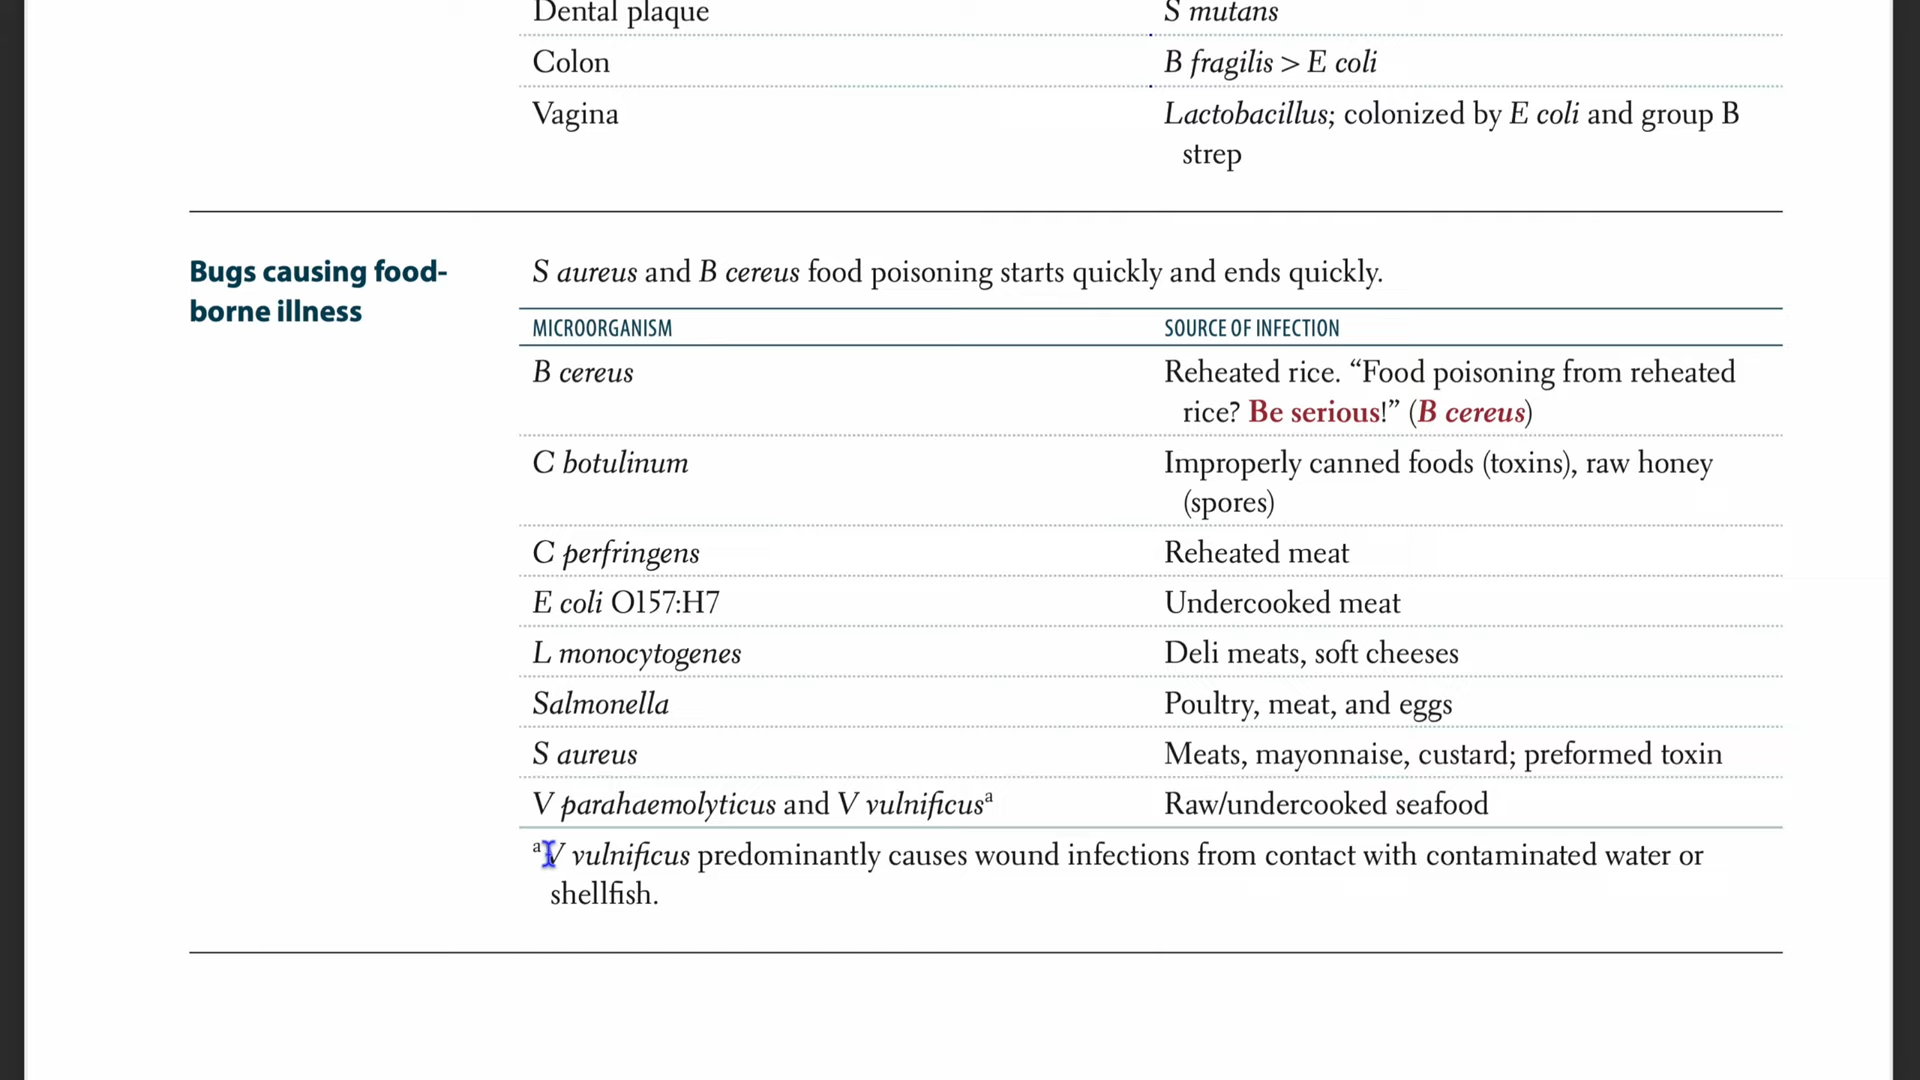 Dental plaque S mutans
Colon B fragilis > E coli
Vagina Lactobacillus; colonized by E coli and group B
strep
Bugs causing food-
borne illness
S aureus and B cereus food poisoning starts quickly and ends quickly.
MICROORGANISM SOURCE OF INFECTION
B cereus Reheated rice. “Food poisoning from reheated
rice? Be serious!” (B cereus)
C botulinum Improperly canned foods (toxins), raw honey
(spores)
C perfringens Reheated meat
E coli O157:H7 Undercooked meat
L monocytogenes Deli meats, soft cheeses
Salmonella Poultry, meat, and eggs
S aureus Meats, mayonnaise, custard; preformed toxin
V parahaemolyticus and V vulnificusᵃ Raw/undercooked seafood
ᵃV vulnificus predominantly causes wound infections from contact with contaminated water or
shellfish.